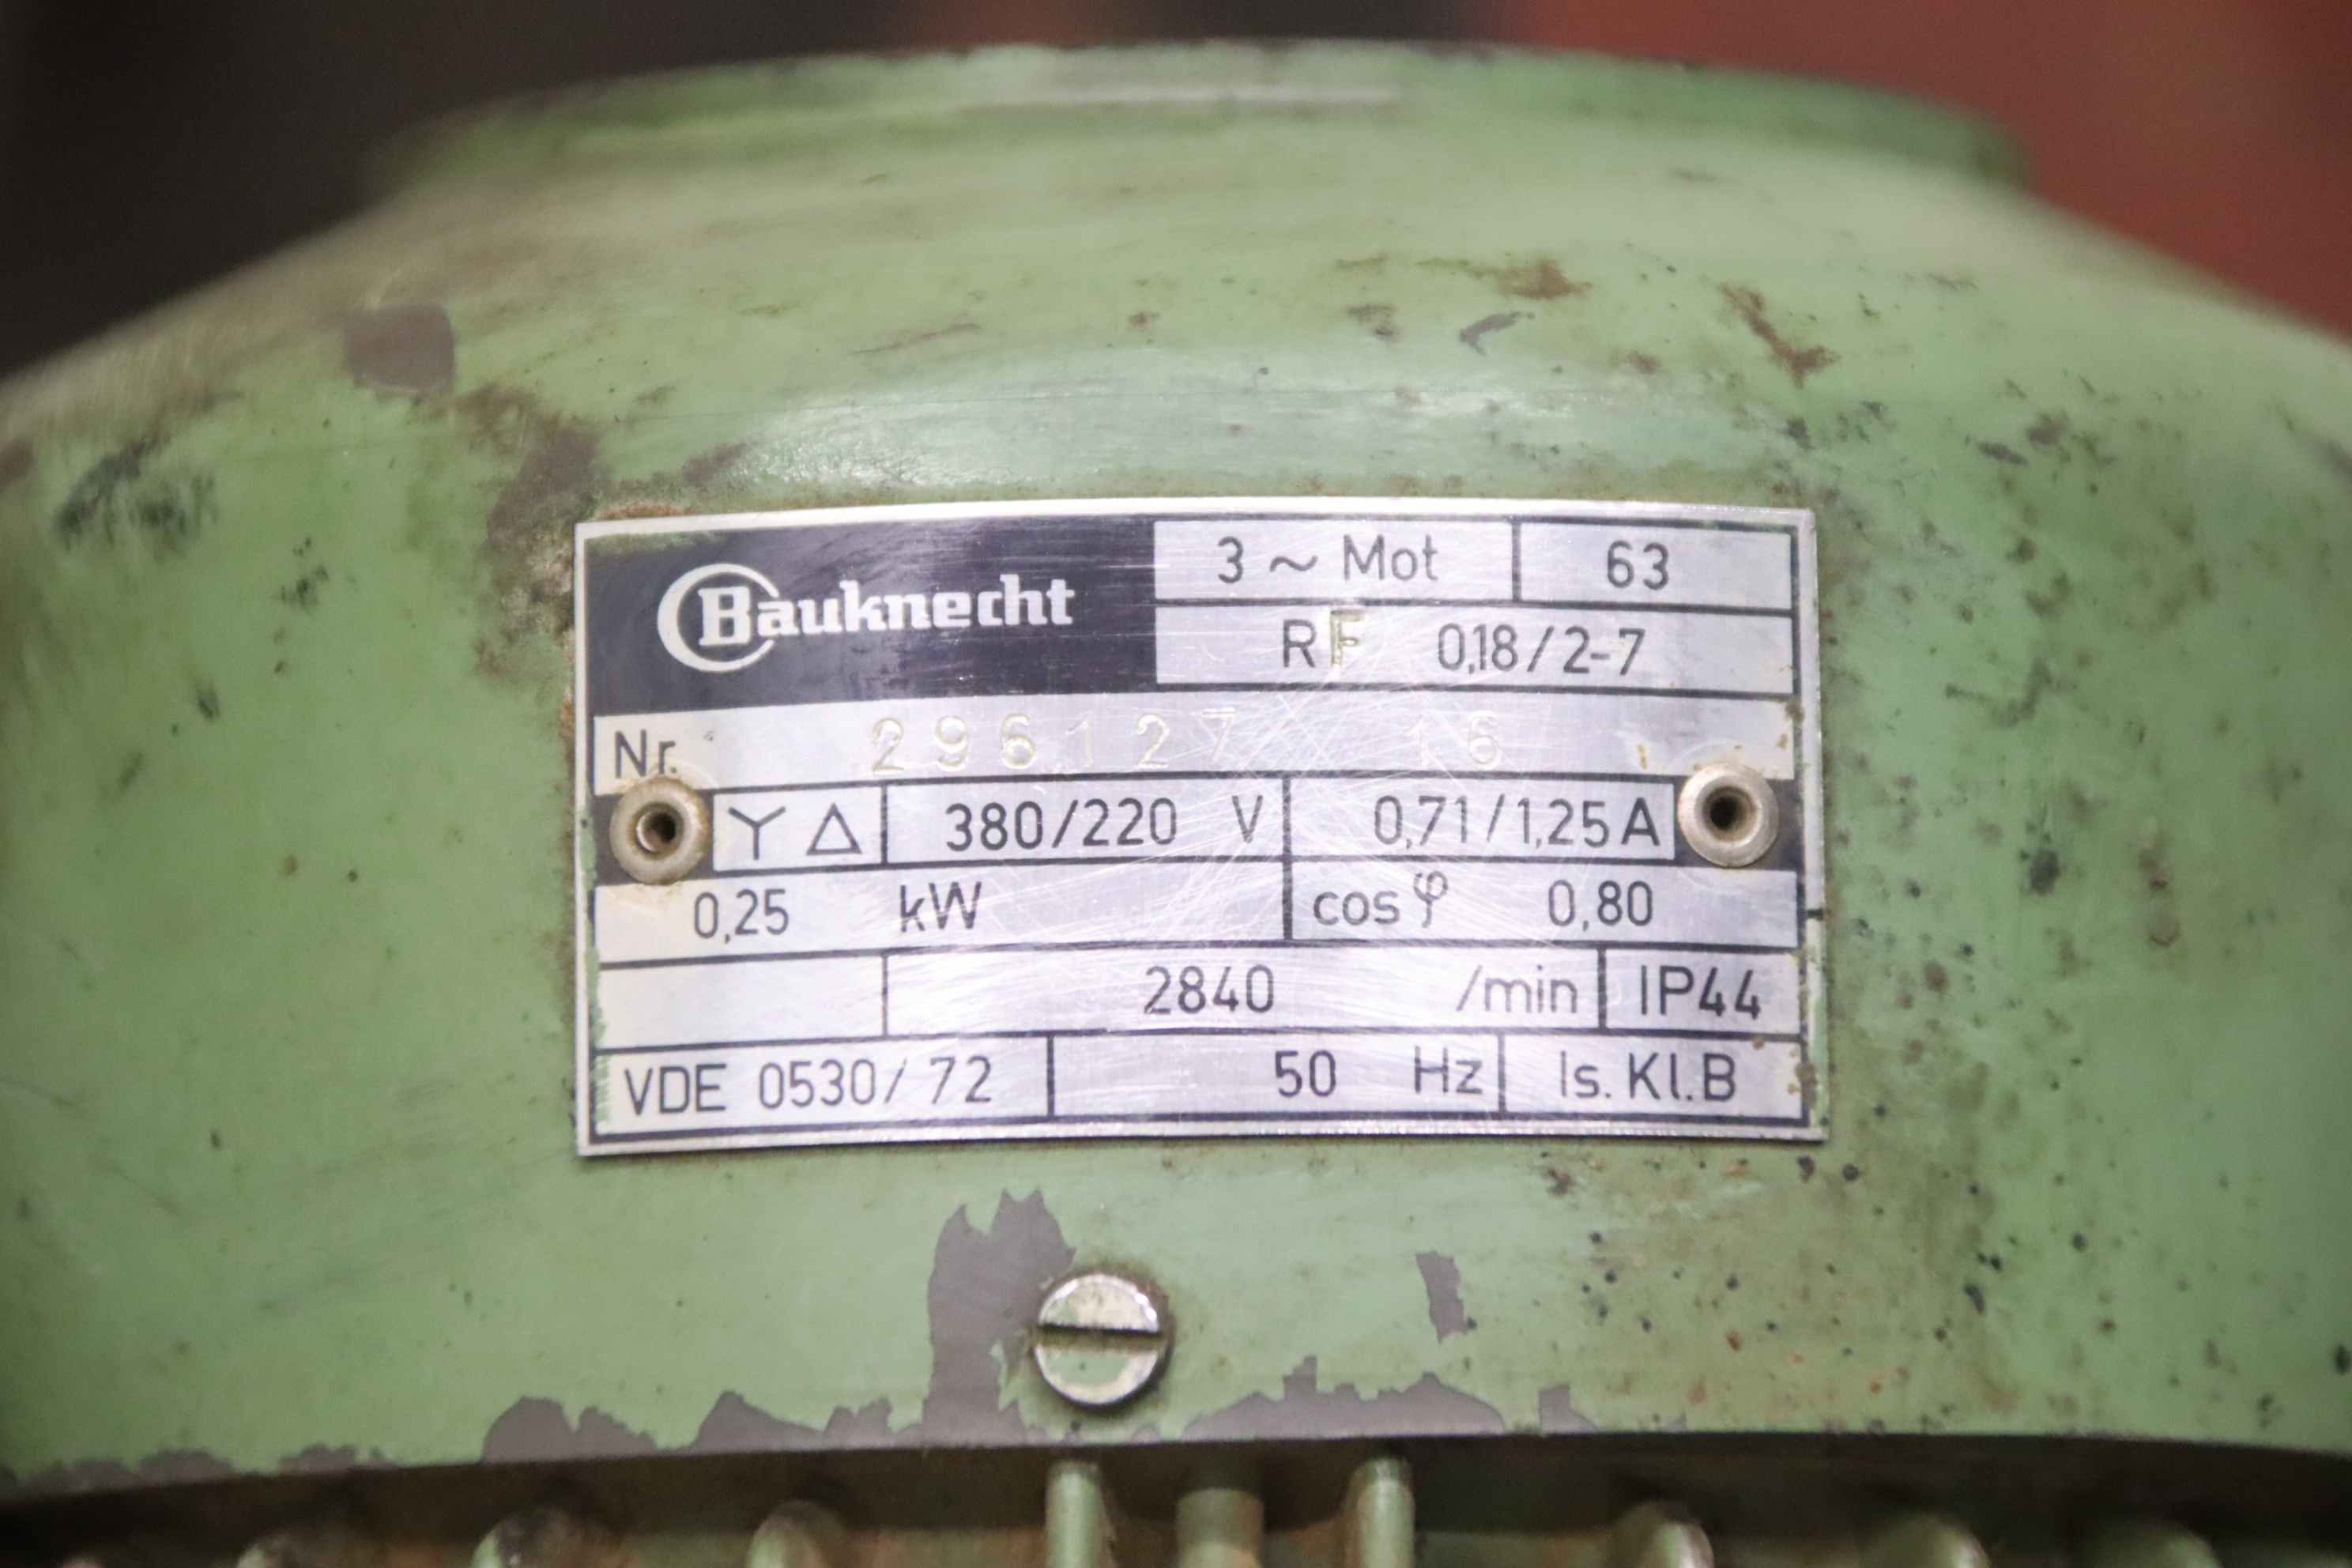 Bauknecht
3 ~ Mot 63
RF 0,18/2-7
Nr. 296127 16
Y Δ 380/220 V 0,71/1,25 A
0,25 kW cos φ 0,80
2840 /min IP44
VDE 0530/72 50 Hz Is. Kl. B